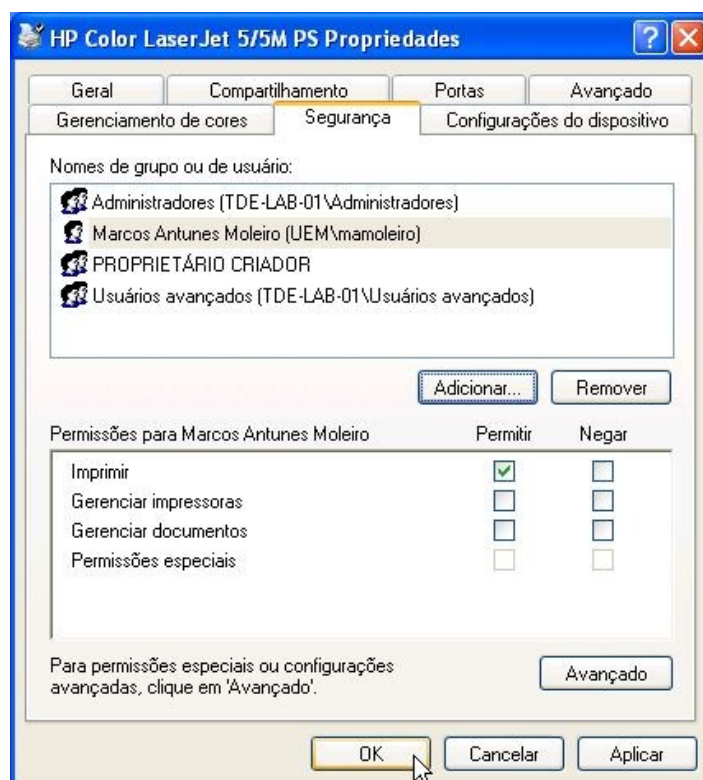 HP Color LaserJet 5/5M PS Propriedades
Geral Compartilhamento Portas Avançado
Gerenciamento de cores Segurança Configurações do dispositivo
Nomes de grupo ou de usuário:
Administradores (TDE-LAB-01\Administradores)
Marcos Antunes Moleiro (UEM\mamoleiro)
PROPRIETÁRIO CRIADOR
Usuários avançados (TDE-LAB-01\Usuários avançados)
Adicionar... Remover
Permissões para Marcos Antunes Moleiro Permitir Negar
Imprimir
Gerenciar impressoras
Gerenciar documentos
Permissões especiais
Para permissões especiais ou configurações
avançadas, clique em 'Avançado'.
Avançado
OK Cancelar Aplicar